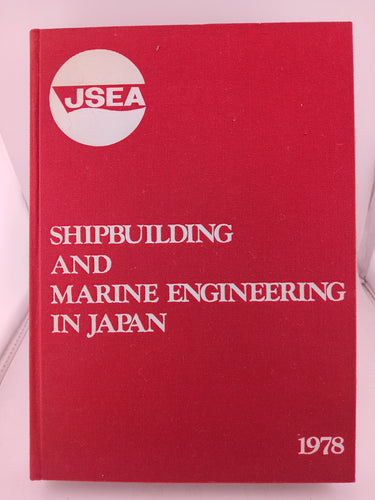 JSEA
SHIPBUILDING
AND
MARINE ENGINEERING
IN JAPAN
1978